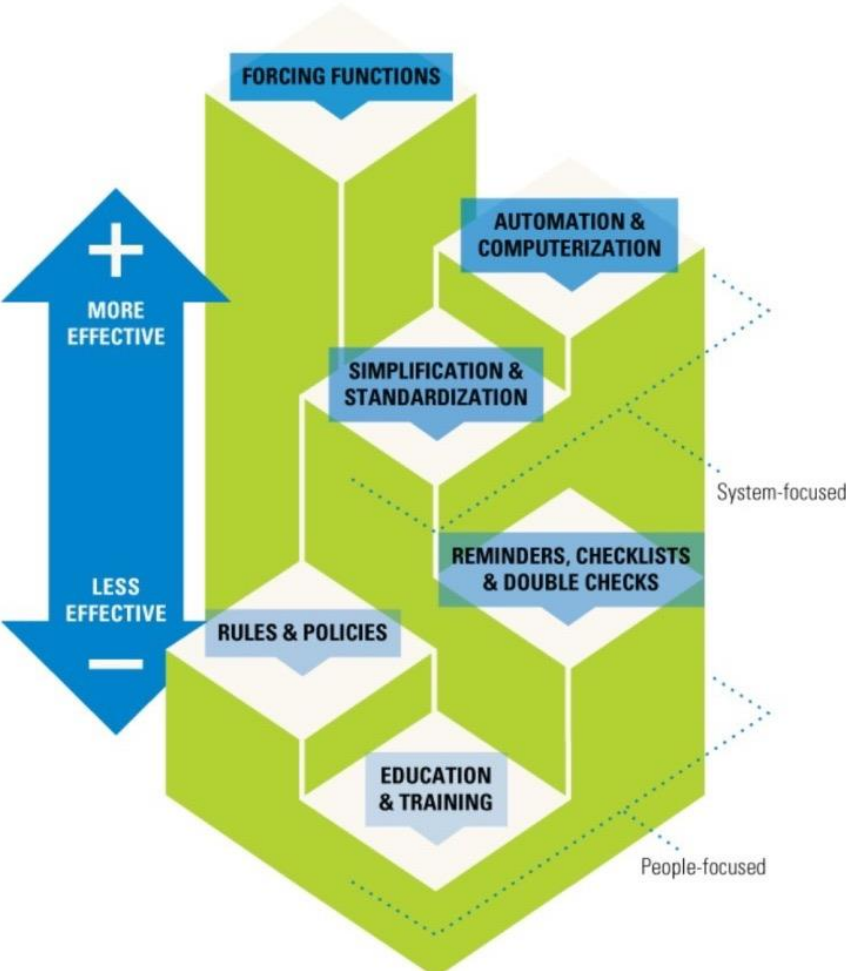 FORCING FUNCTIONS
AUTOMATION &
COMPUTERIZATION
+
MORE
EFFECTIVE
SIMPLIFICATION &
STANDARDIZATION
System-focused
REMINDERS, CHECKLISTS
& DOUBLE CHECKS
LESS
EFFECTIVE
–
RULES & POLICIES
EDUCATION
& TRAINING
People-focused